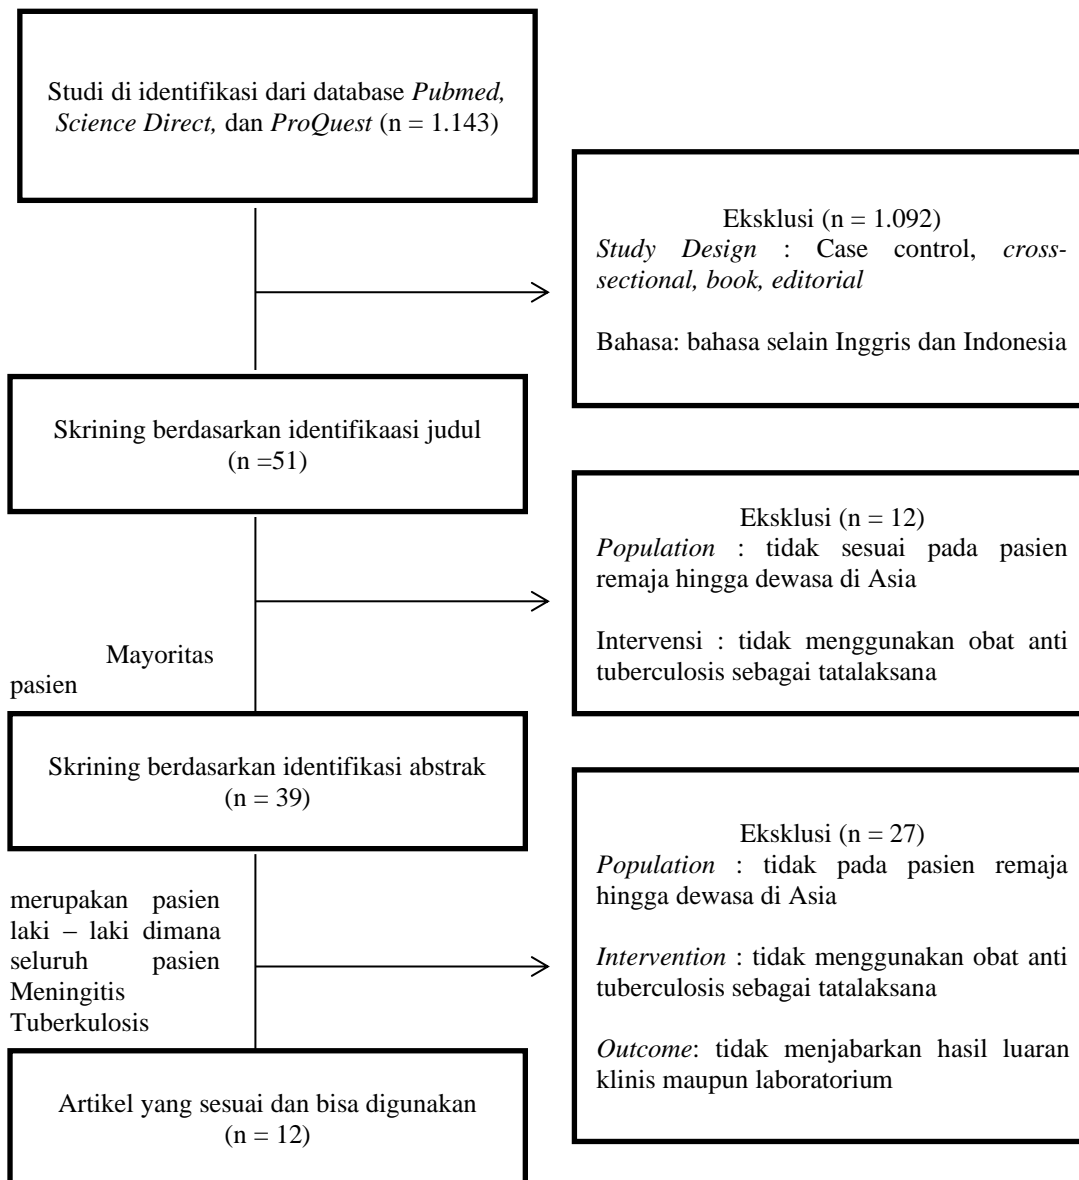 Studi di identifikasi dari database Pubmed,
Science Direct, dan ProQuest (n = 1.143)
Eksklusi (n = 1.092)
Study Design : Case control, cross-
sectional, book, editorial
Bahasa: bahasa selain Inggris dan Indonesia
Skrining berdasarkan identifikaasi judul
(n =51)
Eksklusi (n = 12)
Population : tidak sesuai pada pasien
remaja hingga dewasa di Asia
Intervensi : tidak menggunakan obat anti
tuberculosis sebagai tatalaksana
Mayoritas
pasien
Skrining berdasarkan identifikasi abstrak
(n = 39)
Eksklusi (n = 27)
Population : tidak pada pasien remaja
hingga dewasa di Asia
Intervention : tidak menggunakan obat anti
tuberculosis sebagai tatalaksana
Outcome: tidak menjabarkan hasil luaran
klinis maupun laboratorium
merupakan pasien
laki – laki dimana
seluruh pasien
Meningitis
Tuberkulosis
Artikel yang sesuai dan bisa digunakan
(n = 12)